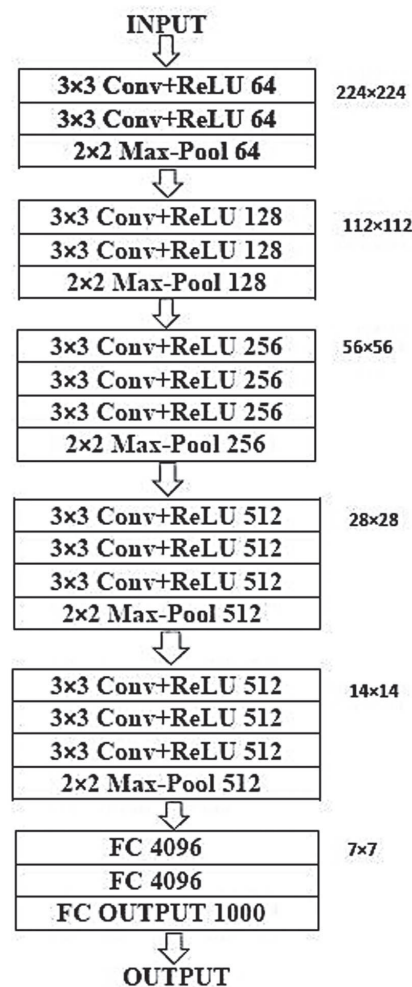 INPUT
3×3 Conv+ReLU 64
224×224
3×3 Conv+ReLU 64
2×2 Max-Pool 64
3×3 Conv+ReLU 128
112×112
3×3 Conv+ReLU 128
2×2 Max-Pool 128
3×3 Conv+ReLU 256
56×56
3×3 Conv+ReLU 256
3×3 Conv+ReLU 256
2×2 Max-Pool 256
3×3 Conv+ReLU 512
28×28
3×3 Conv+ReLU 512
3×3 Conv+ReLU 512
2×2 Max-Pool 512
3×3 Conv+ReLU 512
14×14
3×3 Conv+ReLU 512
3×3 Conv+ReLU 512
2×2 Max-Pool 512
FC 4096
7×7
FC 4096
FC OUTPUT 1000
OUTPUT